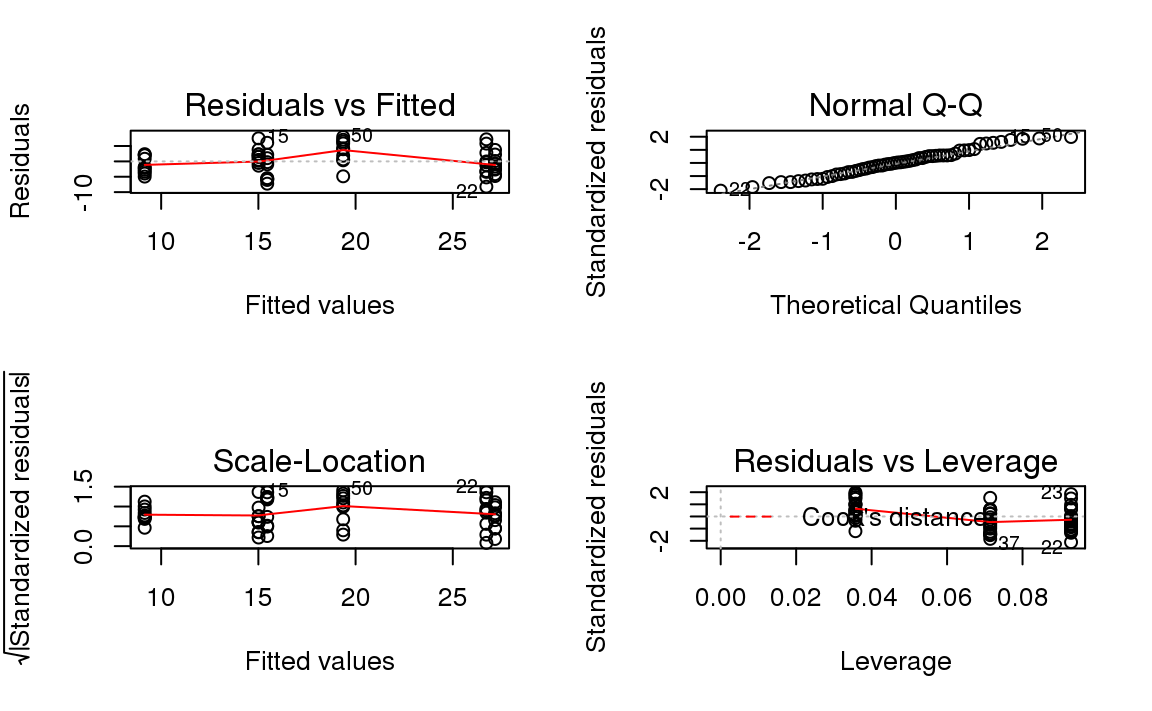 Residuals vs Fitted
Residuals
-10
15
50
22
10 15 20 25
Fitted values
Normal Q-Q
Standardized residuals
2
-2
22
15
50
-2 -1 0 1 2
Theoretical Quantiles
Scale-Location
√|Standardized residuals|
1.5
0.0
15
50
22
10 15 20 25
Fitted values
Residuals vs Leverage
Standardized residuals
2
-2
Cook's distance
23
37
22
0.00 0.02 0.04 0.06 0.08
Leverage